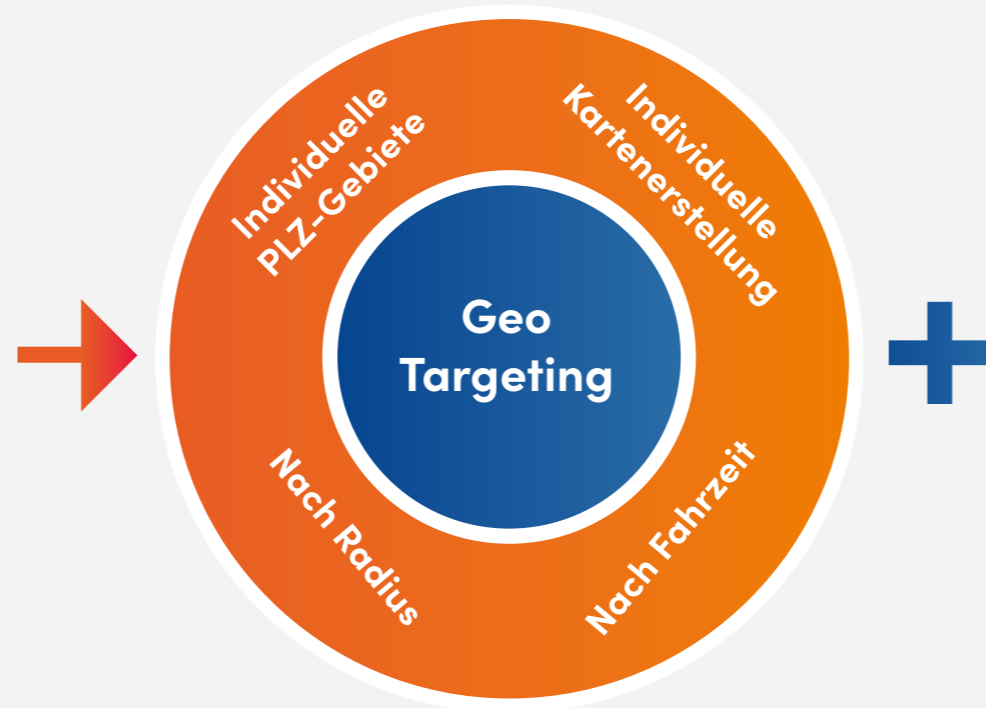 Individuelle
PLZ-Gebiete
Individuelle
Kartenerstellung
Geo
Targeting
Nach Radius
Nach Fahrzeit